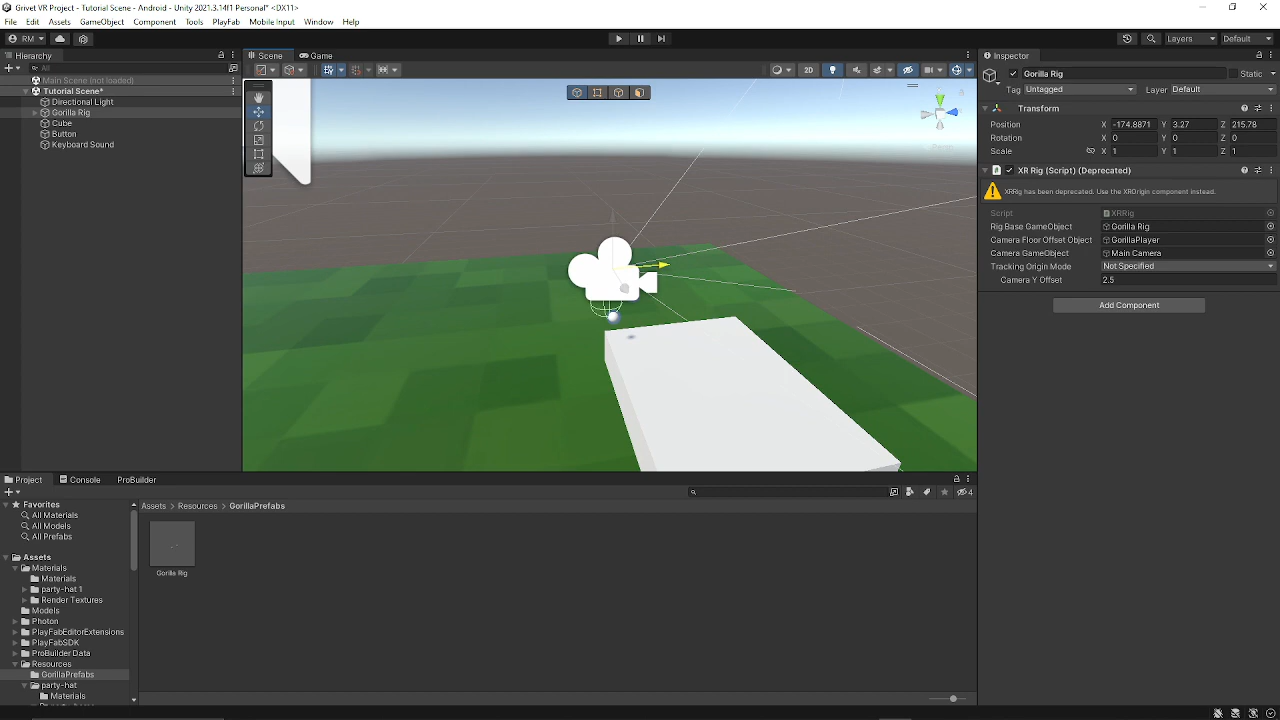 Grivet VR Project - Tutorial Scene - Android - Unity 2021.3.14f1 Personal* <DX11>
File Edit Assets GameObject Component Tools PlayFab Mobile Input Window Help
RM Layers Default
Hierarchy
All
Main Scene (not loaded)
Tutorial Scene*
Directional Light
Gorilla Rig
Cube
Button
Keyboard Sound
Scene Game
2D
Inspector
Gorilla Rig Static
Tag Untagged Layer Default
Transform
Position X -174.8871 Y 3.27 Z 215.78
Rotation X 0 Y 0 Z 0
Scale X 1 Y 1 Z 1
XR Rig (Script) (Deprecated)
XRRig has been deprecated. Use the XROrigin component instead.
Script XRRig
Rig Base GameObject Gorilla Rig
Camera Floor Offset Object GorillaPlayer
Camera GameObject Main Camera
Tracking Origin Mode Not Specified
Camera Y Offset 2.5
Add Component
Project Console ProBuilder
4
Favorites
All Materials
All Models
All Prefabs
Assets
Materials
Materials
party-hat 1
Render Textures
Models
Photon
PlayFabEditorExtensions
PlayFabSDK
ProBuilder Data
Resources
GorillaPrefabs
party-hat
Materials
Assets > Resources > GorillaPrefabs
Gorilla Rig